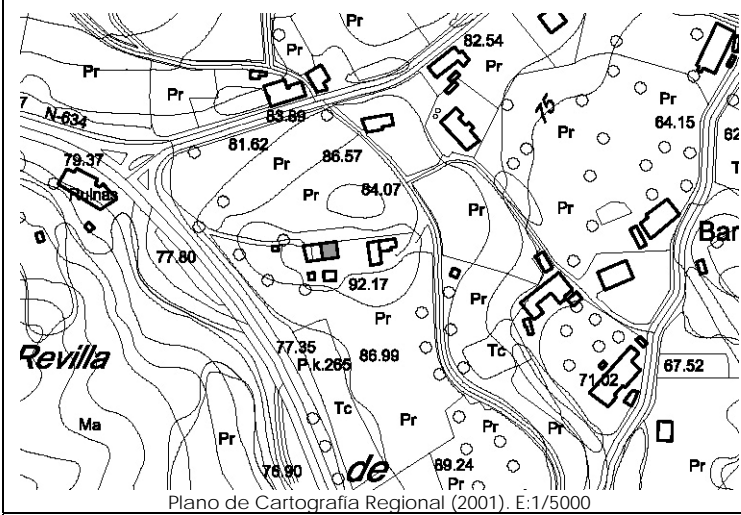 Pr
82.54
Pr
Pr
Pr
Pr
75
Pr
7
N-634
83.89
Pr
64.15
81.62
86.57
62
79.37
Pr
T
Ruinas
Pr
84.07
Pr
Pr
Bar
77.80
92.17
Pr
Pr
77.35
86.99
Tc
Revilla
P.k.265
67.52
71.02
Tc
Ma
Pr
Pr
Pr
Pr
Pr
76.90
de
89.24
Pr
Pr
Plano de Cartografía Regional (2001). E:1/5000